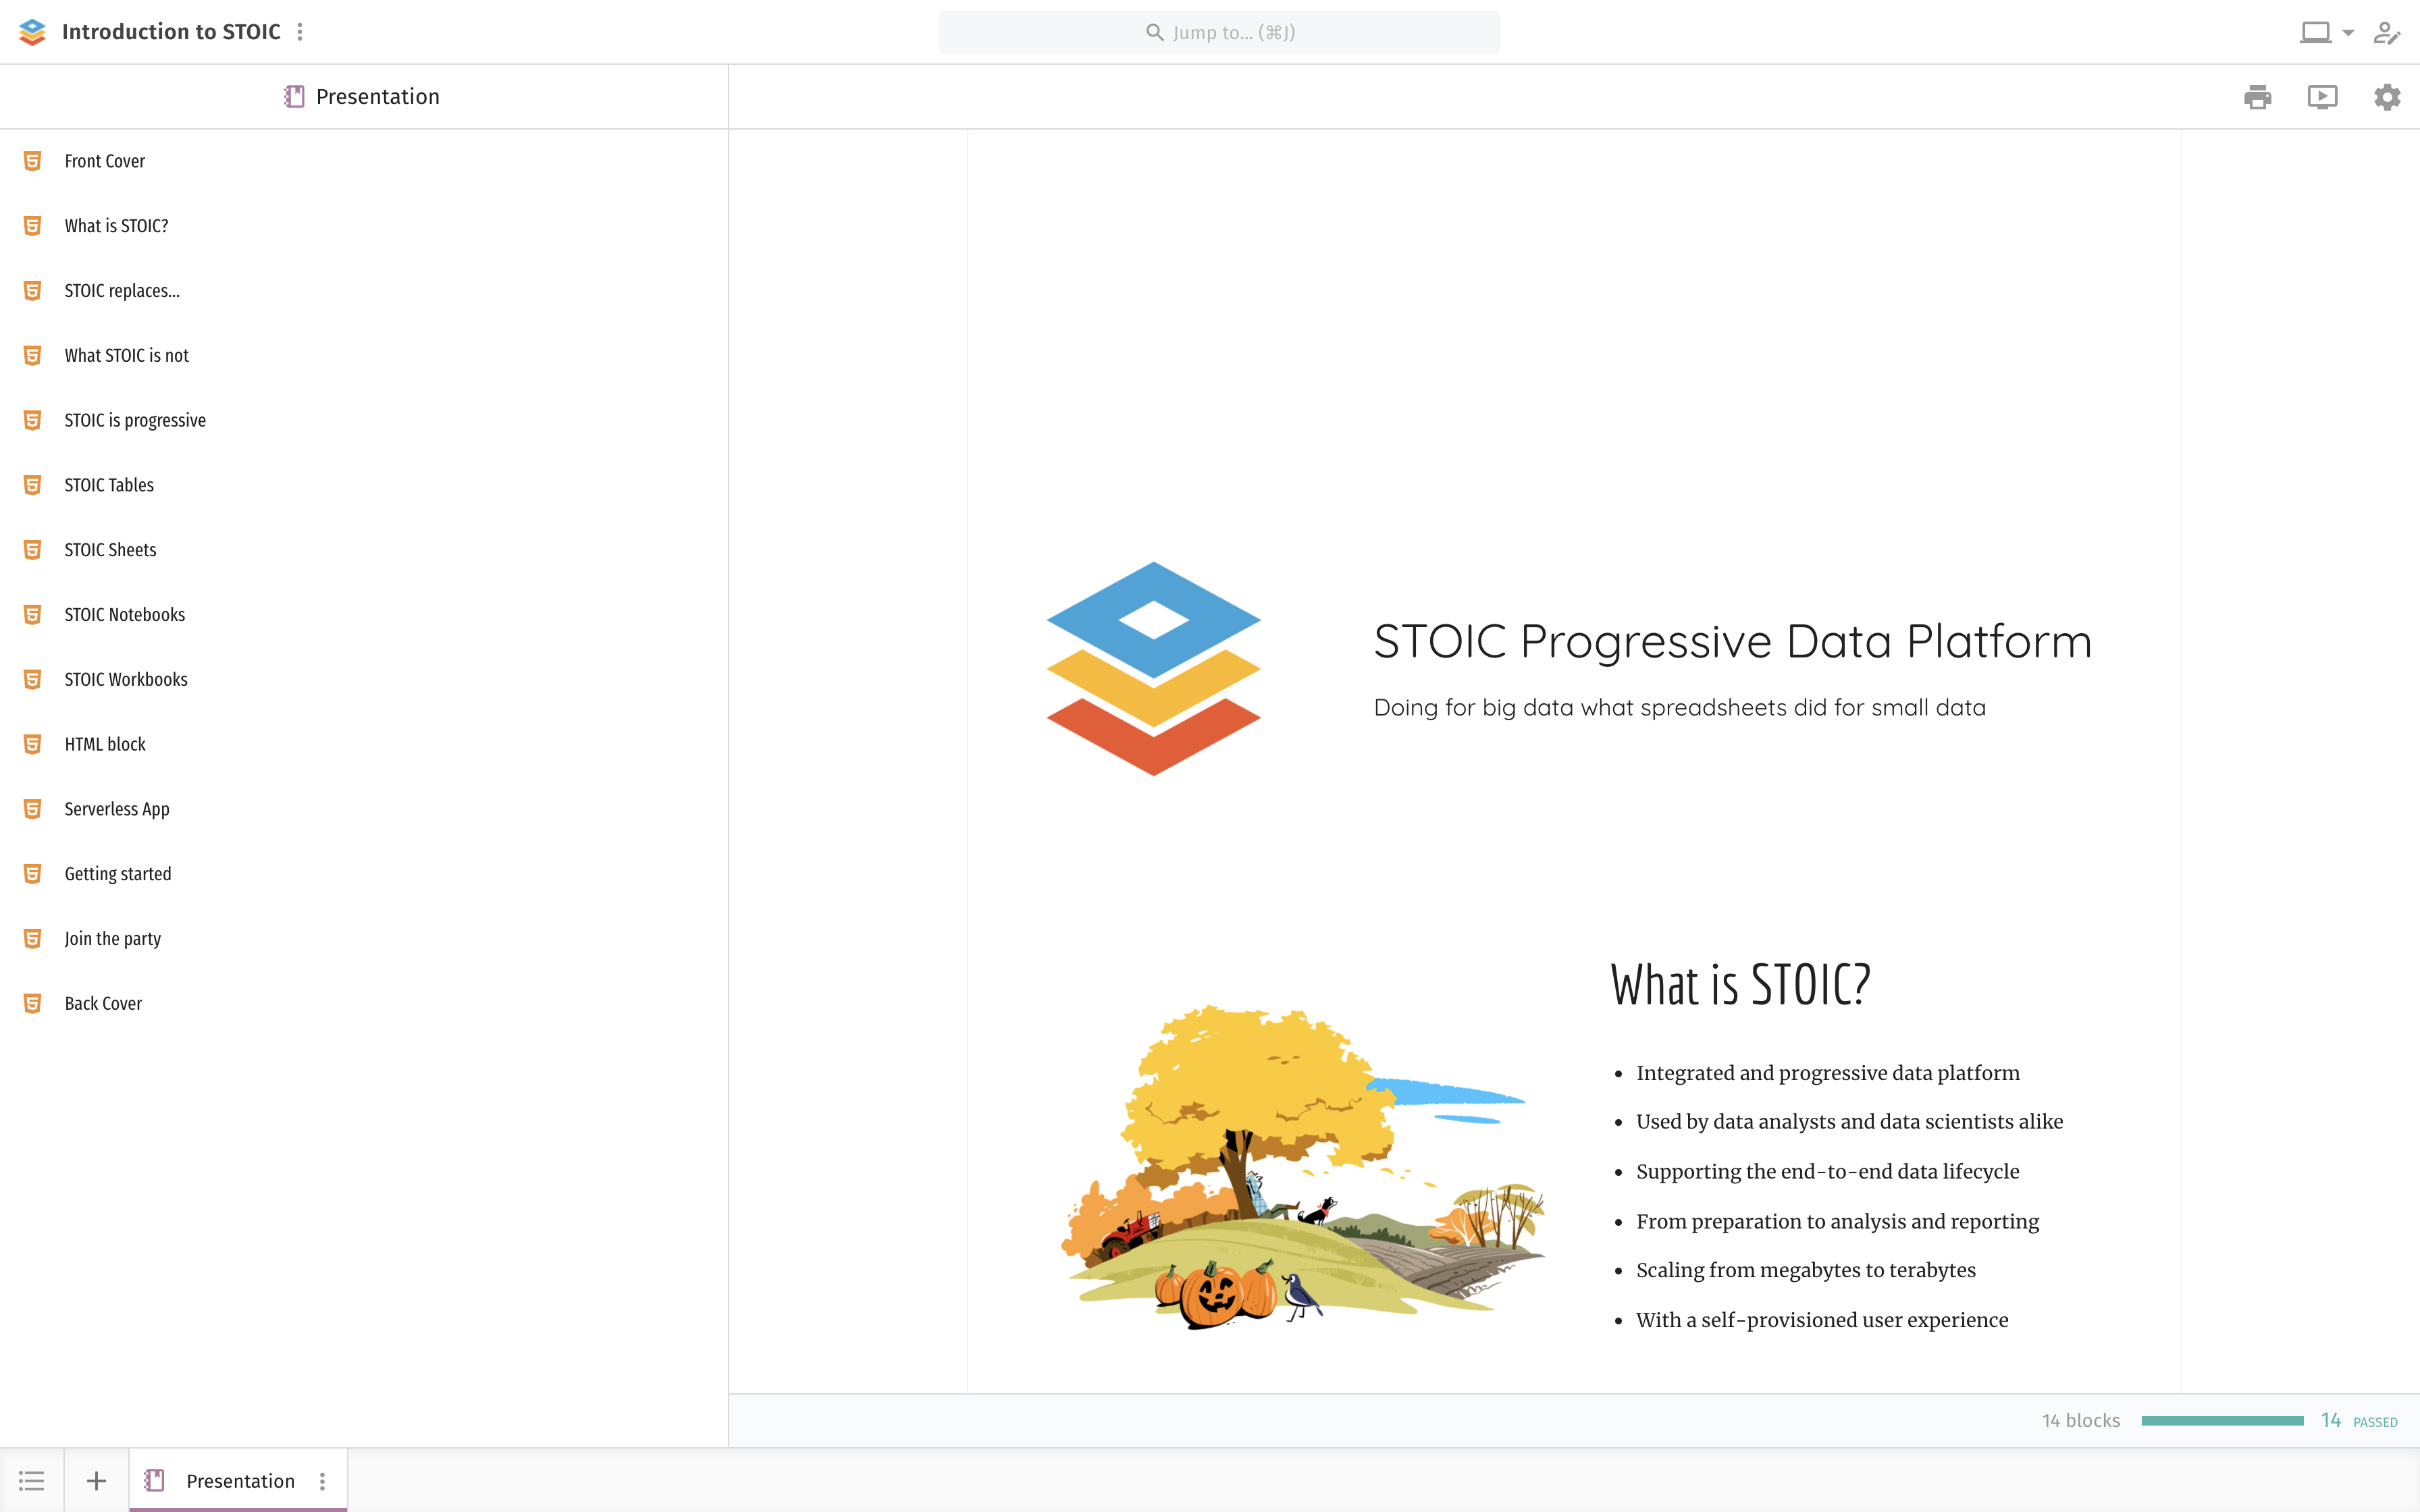 Introduction to STOIC
Jump to... (⌘J)
Presentation
Front Cover
What is STOIC?
STOIC replaces...
What STOIC is not
STOIC is progressive
STOIC Tables
STOIC Sheets
STOIC Notebooks
STOIC Workbooks
HTML block
Serverless App
Getting started
Join the party
Back Cover
STOIC Progressive Data Platform
Doing for big data what spreadsheets did for small data
What is STOIC?
• Integrated and progressive data platform
• Used by data analysts and data scientists alike
• Supporting the end-to-end data lifecycle
• From preparation to analysis and reporting
• Scaling from megabytes to terabytes
• With a self-provisioned user experience
14 blocks 14 PASSED
Presentation